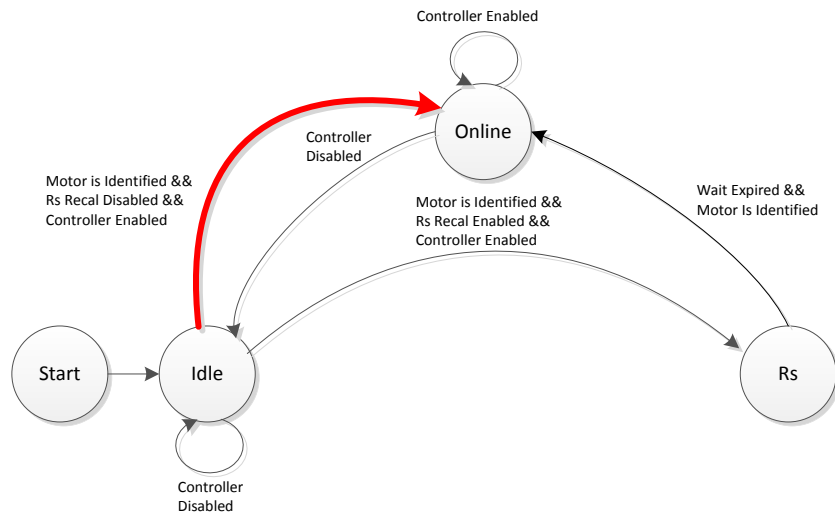 Controller Enabled
Online
Controller
Disabled
Motor is Identified &&
Rs Recal Disabled &&
Controller Enabled
Motor is Identified &&
Rs Recal Enabled &&
Controller Enabled
Wait Expired &&
Motor Is Identified
Start
Idle
Rs
Controller
Disabled